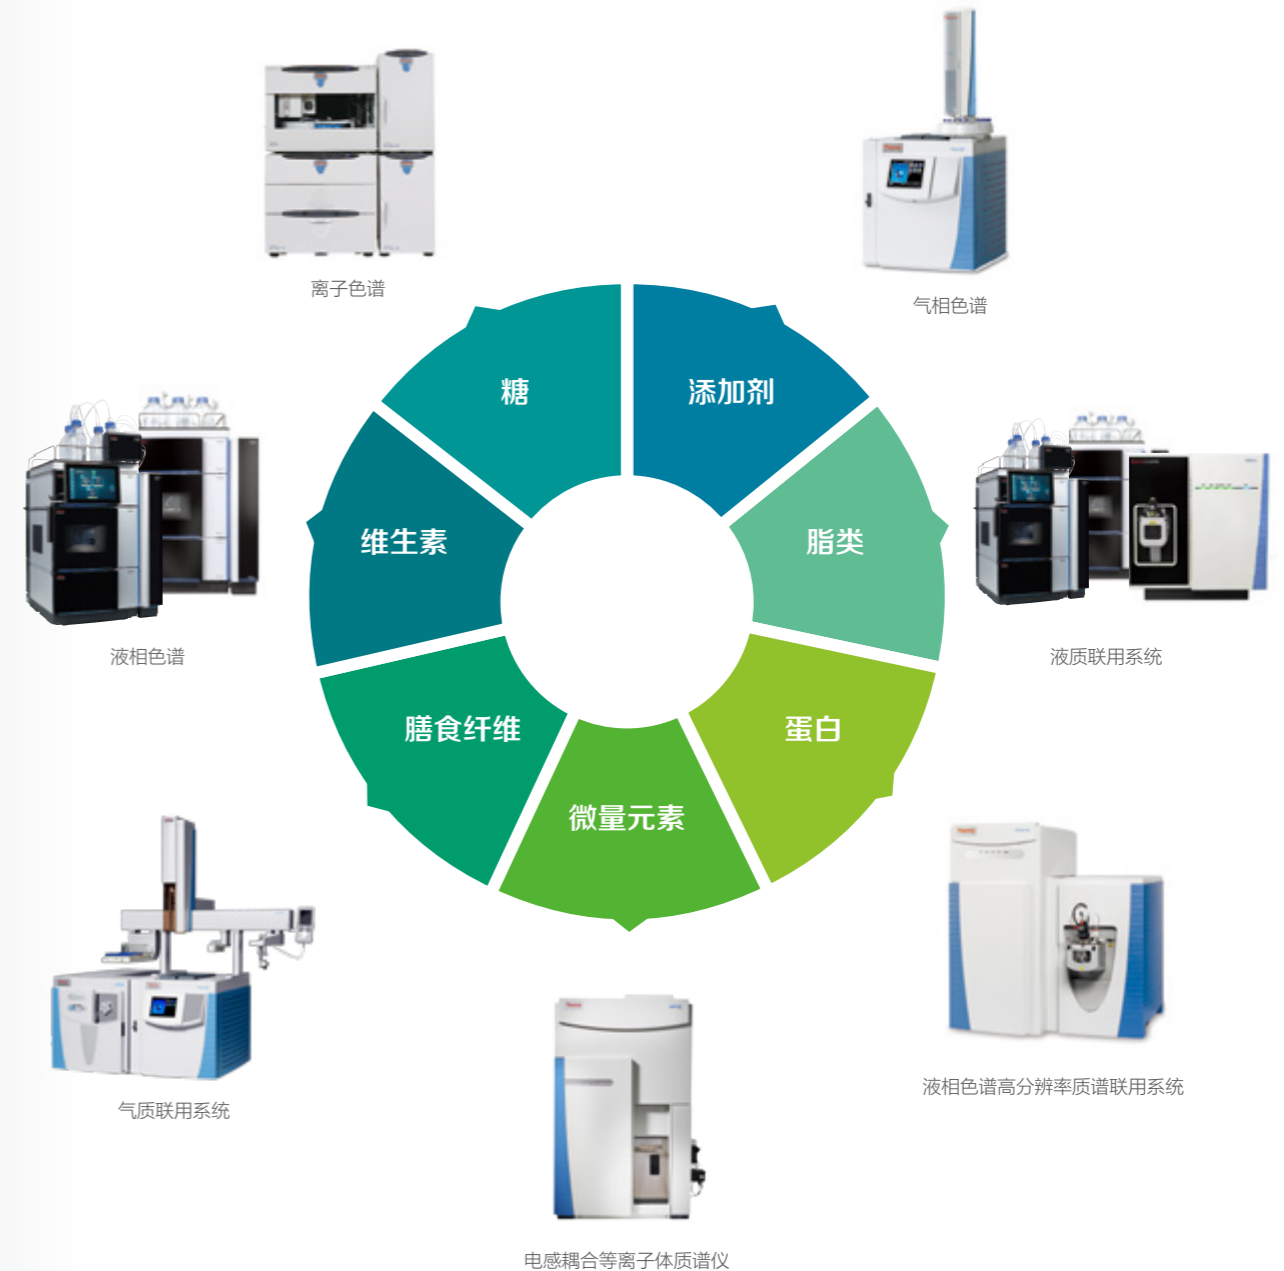 离子色谱
气相色谱
糖
添加剂
维生素
脂类
液相色谱
液质联用系统
膳食纤维
蛋白
微量元素
液相色谱高分辨率质谱联用系统
气质联用系统
电感耦合等离子体质谱仪